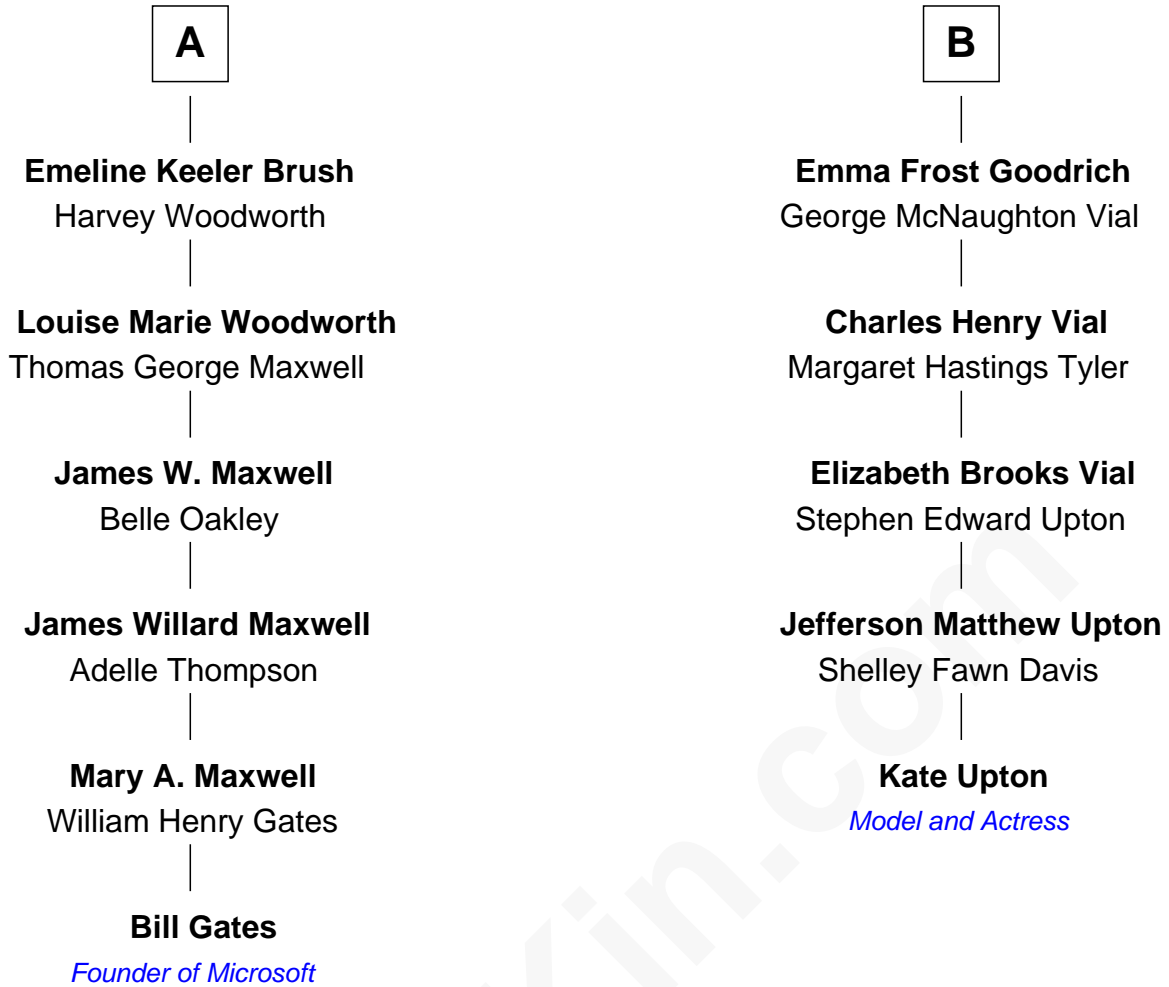 A
Emeline Keeler Brush
Harvey Woodworth
Louise Marie Woodworth
Thomas George Maxwell
James W. Maxwell
Belle Oakley
James Willard Maxwell
Adelle Thompson
Mary A. Maxwell
William Henry Gates
Bill Gates
Founder of Microsoft
B
Emma Frost Goodrich
George McNaughton Vial
Charles Henry Vial
Margaret Hastings Tyler
Elizabeth Brooks Vial
Stephen Edward Upton
Jefferson Matthew Upton
Shelley Fawn Davis
Kate Upton
Model and Actress
Kin.com